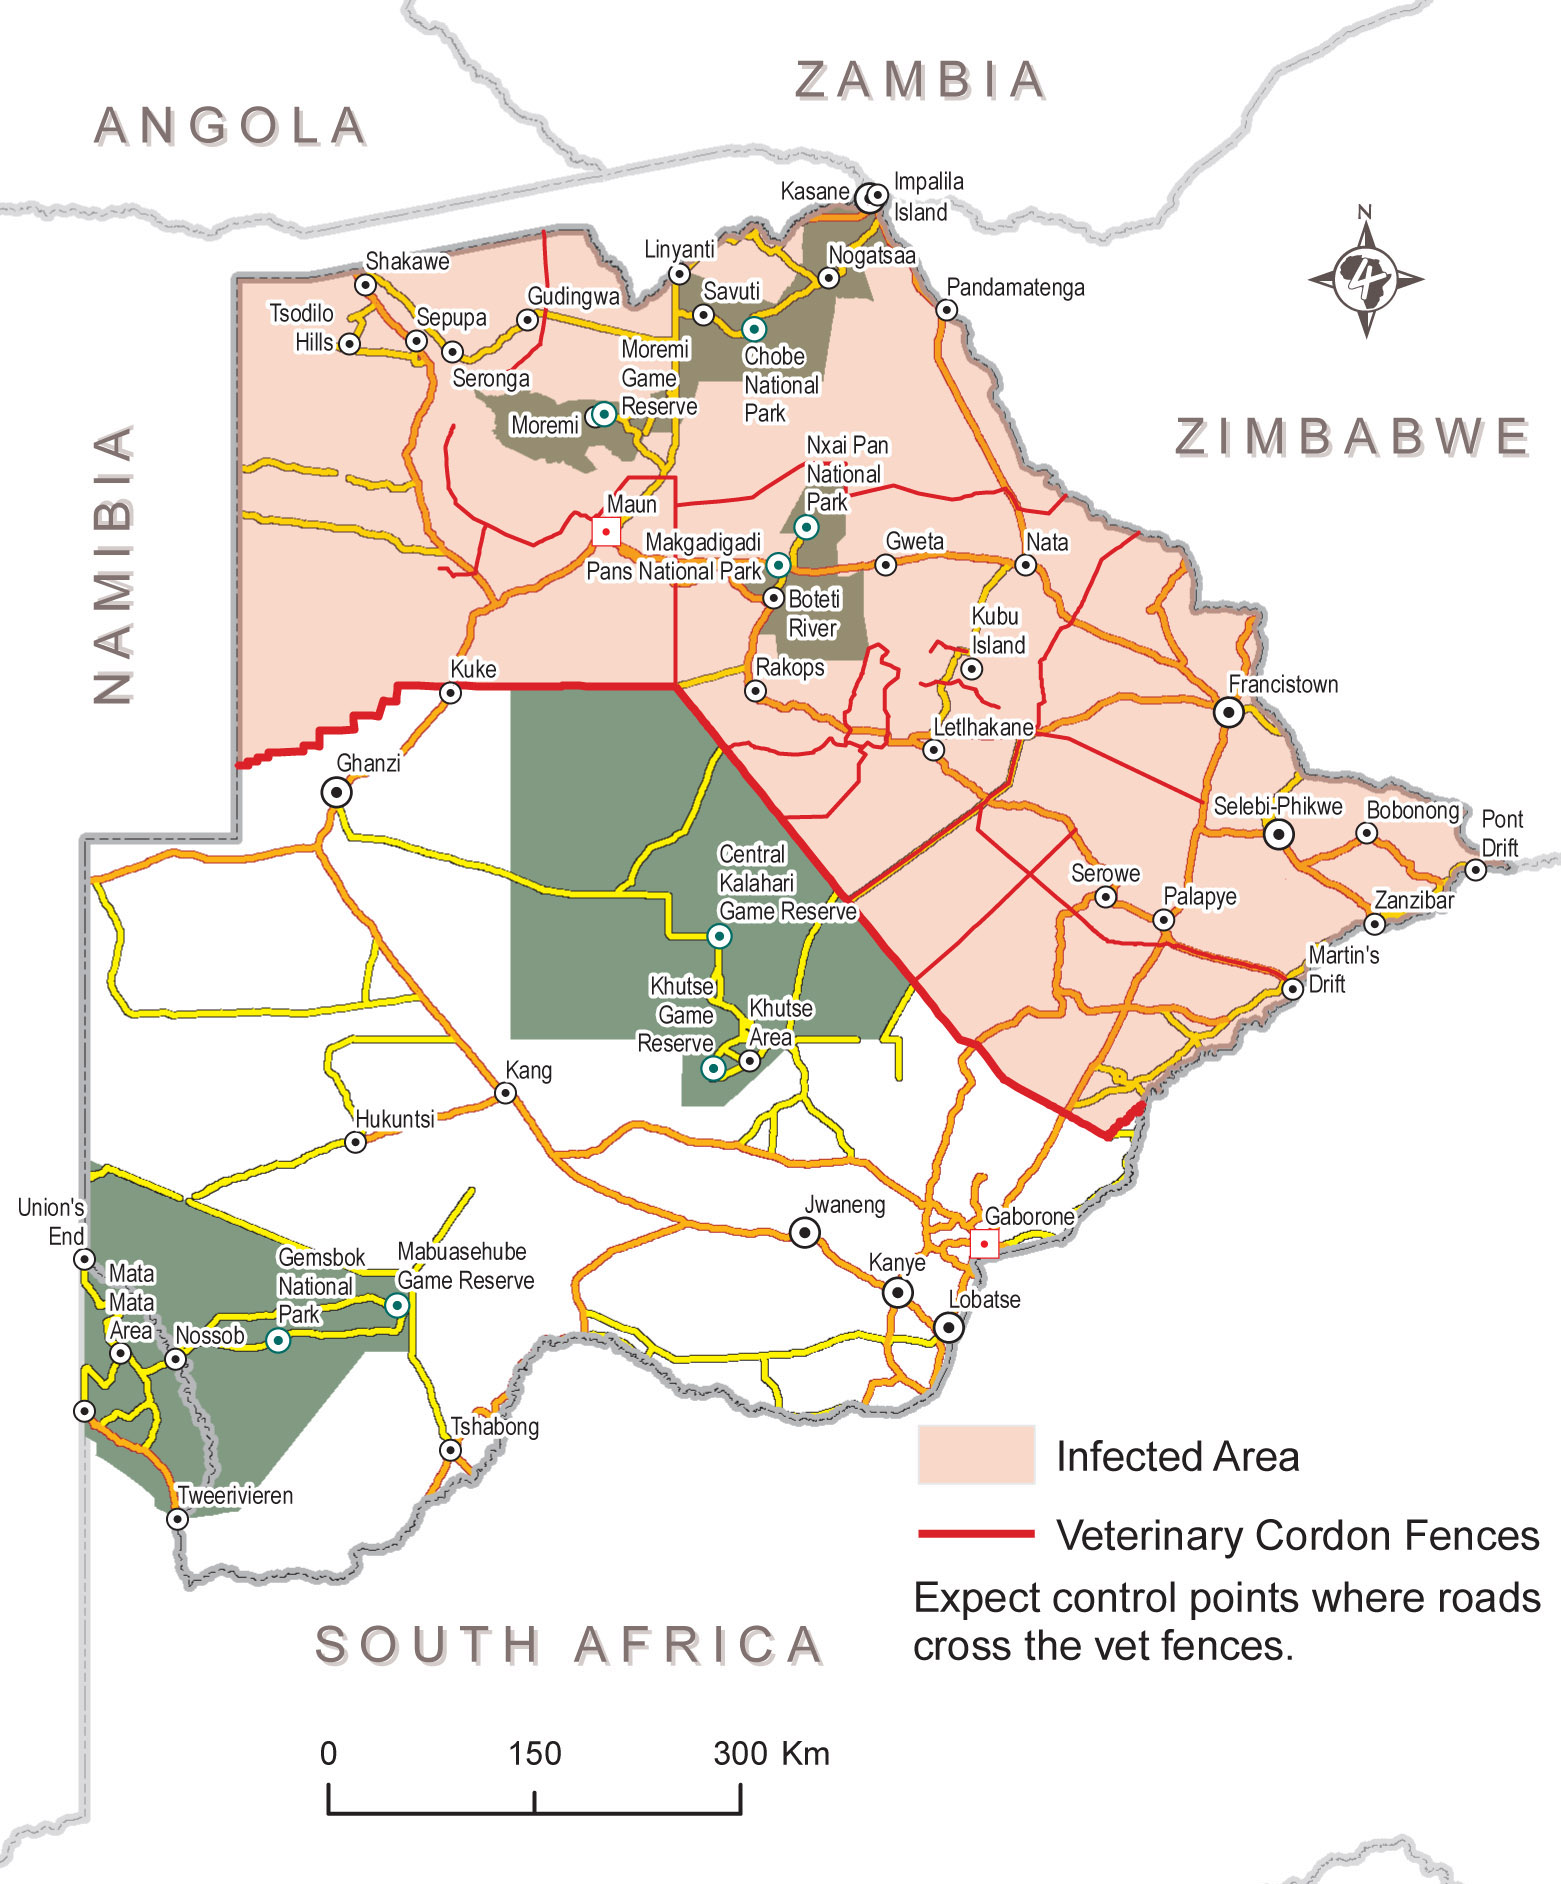 ZAMBIA
ANGOLA
Kasane
Impalila
Island
N
4
Linyanti
Nogatsaa
Shakawe
Savuti
Pandamatenga
Gudingwa
Tsodilo
Hills
Sepupa
Moremi
Game
Reserve
Chobe
National
Park
Seronga
Moremi
ZIMBABWE
NAMIBIA
Nxai Pan
National
Park
Maun
Makgadigadi
Pans National Park
Gweta
Nata
Boteti
River
Kubu
Island
Kuke
Rakops
Francistown
Letlhakane
Ghanzi
Selebi-Phikwe
Bobonong
Pont
Drift
Central
Kalahari
Game Reserve
Serowe
Palapye
Zanzibar
Martin's
Drift
Khutse
Game
Reserve
Khutse
Area
Kang
Hukuntsi
Union's
End
Jwaneng
Gaborone
Mata
Mata
Area
Gemsbok
National
Park
Mabuasehube
Game Reserve
Kanye
Nossob
Lobatse
Tshabong
Tweerivieren
Infected Area
Veterinary Cordon Fences
Expect control points where roads
cross the vet fences.
SOUTH AFRICA
0 150 300 Km